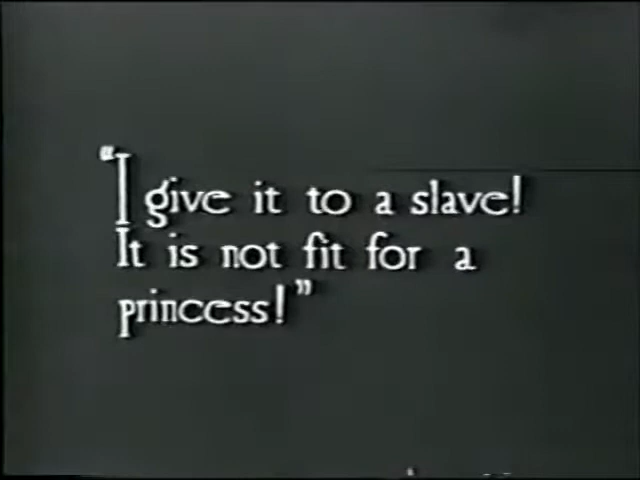 "I give it to a slave!
It is not fit for a
princess!"